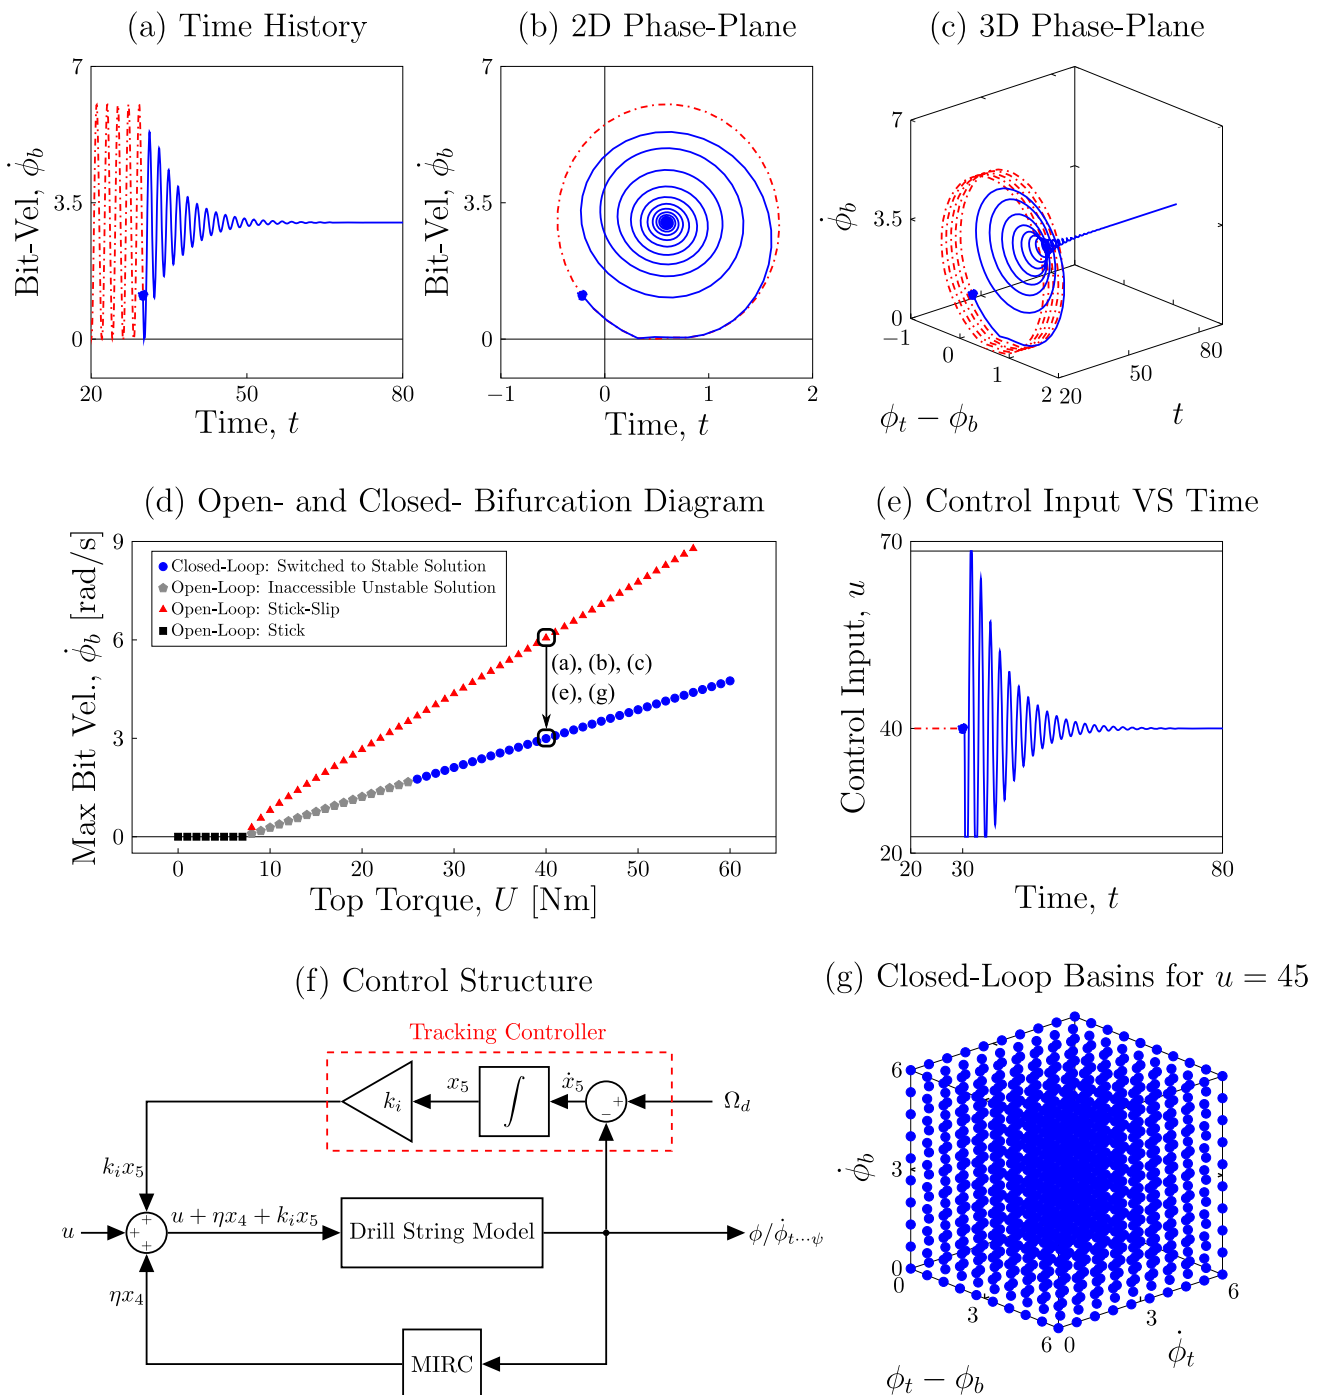 (a) Time History
(b) 2D Phase-Plane
(c) 3D Phase-Plane
7
3.5
0
20
50
80
Bit-Vel, ϕ̇_b
Time, t
7
3.5
0
−1
0
1
2
Bit-Vel, ϕ̇_b
Time, t
7
3.5
0
−1
0
1
2
20
50
80
ϕ̇_b
ϕ_t − ϕ_b
t
(d) Open- and Closed- Bifurcation Diagram
(e) Control Input VS Time
9
6
3
0
0
10
20
30
40
50
60
Max Bit Vel., ϕ̇_b [rad/s]
Top Torque, U [Nm]
Closed-Loop: Switched to Stable Solution
Open-Loop: Inaccessible Unstable Solution
Open-Loop: Stick-Slip
Open-Loop: Stick
(a), (b), (c)
(e), (g)
70
40
20
20
30
80
Control Input, u
Time, t
(f) Control Structure
(g) Closed-Loop Basins for u = 45
Tracking Controller
k_i
x_5
∫
ẋ_5
+
−
Ω_d
k_i x_5
u
+
+
+
u + ηx_4 + k_i x_5
Drill String Model
ϕ/ϕ̇_{t...ψ}
ηx_4
MIRC
6
3
0
0
3
6
0
3
6
ϕ̇_b
ϕ_t − ϕ_b
ϕ̇_t